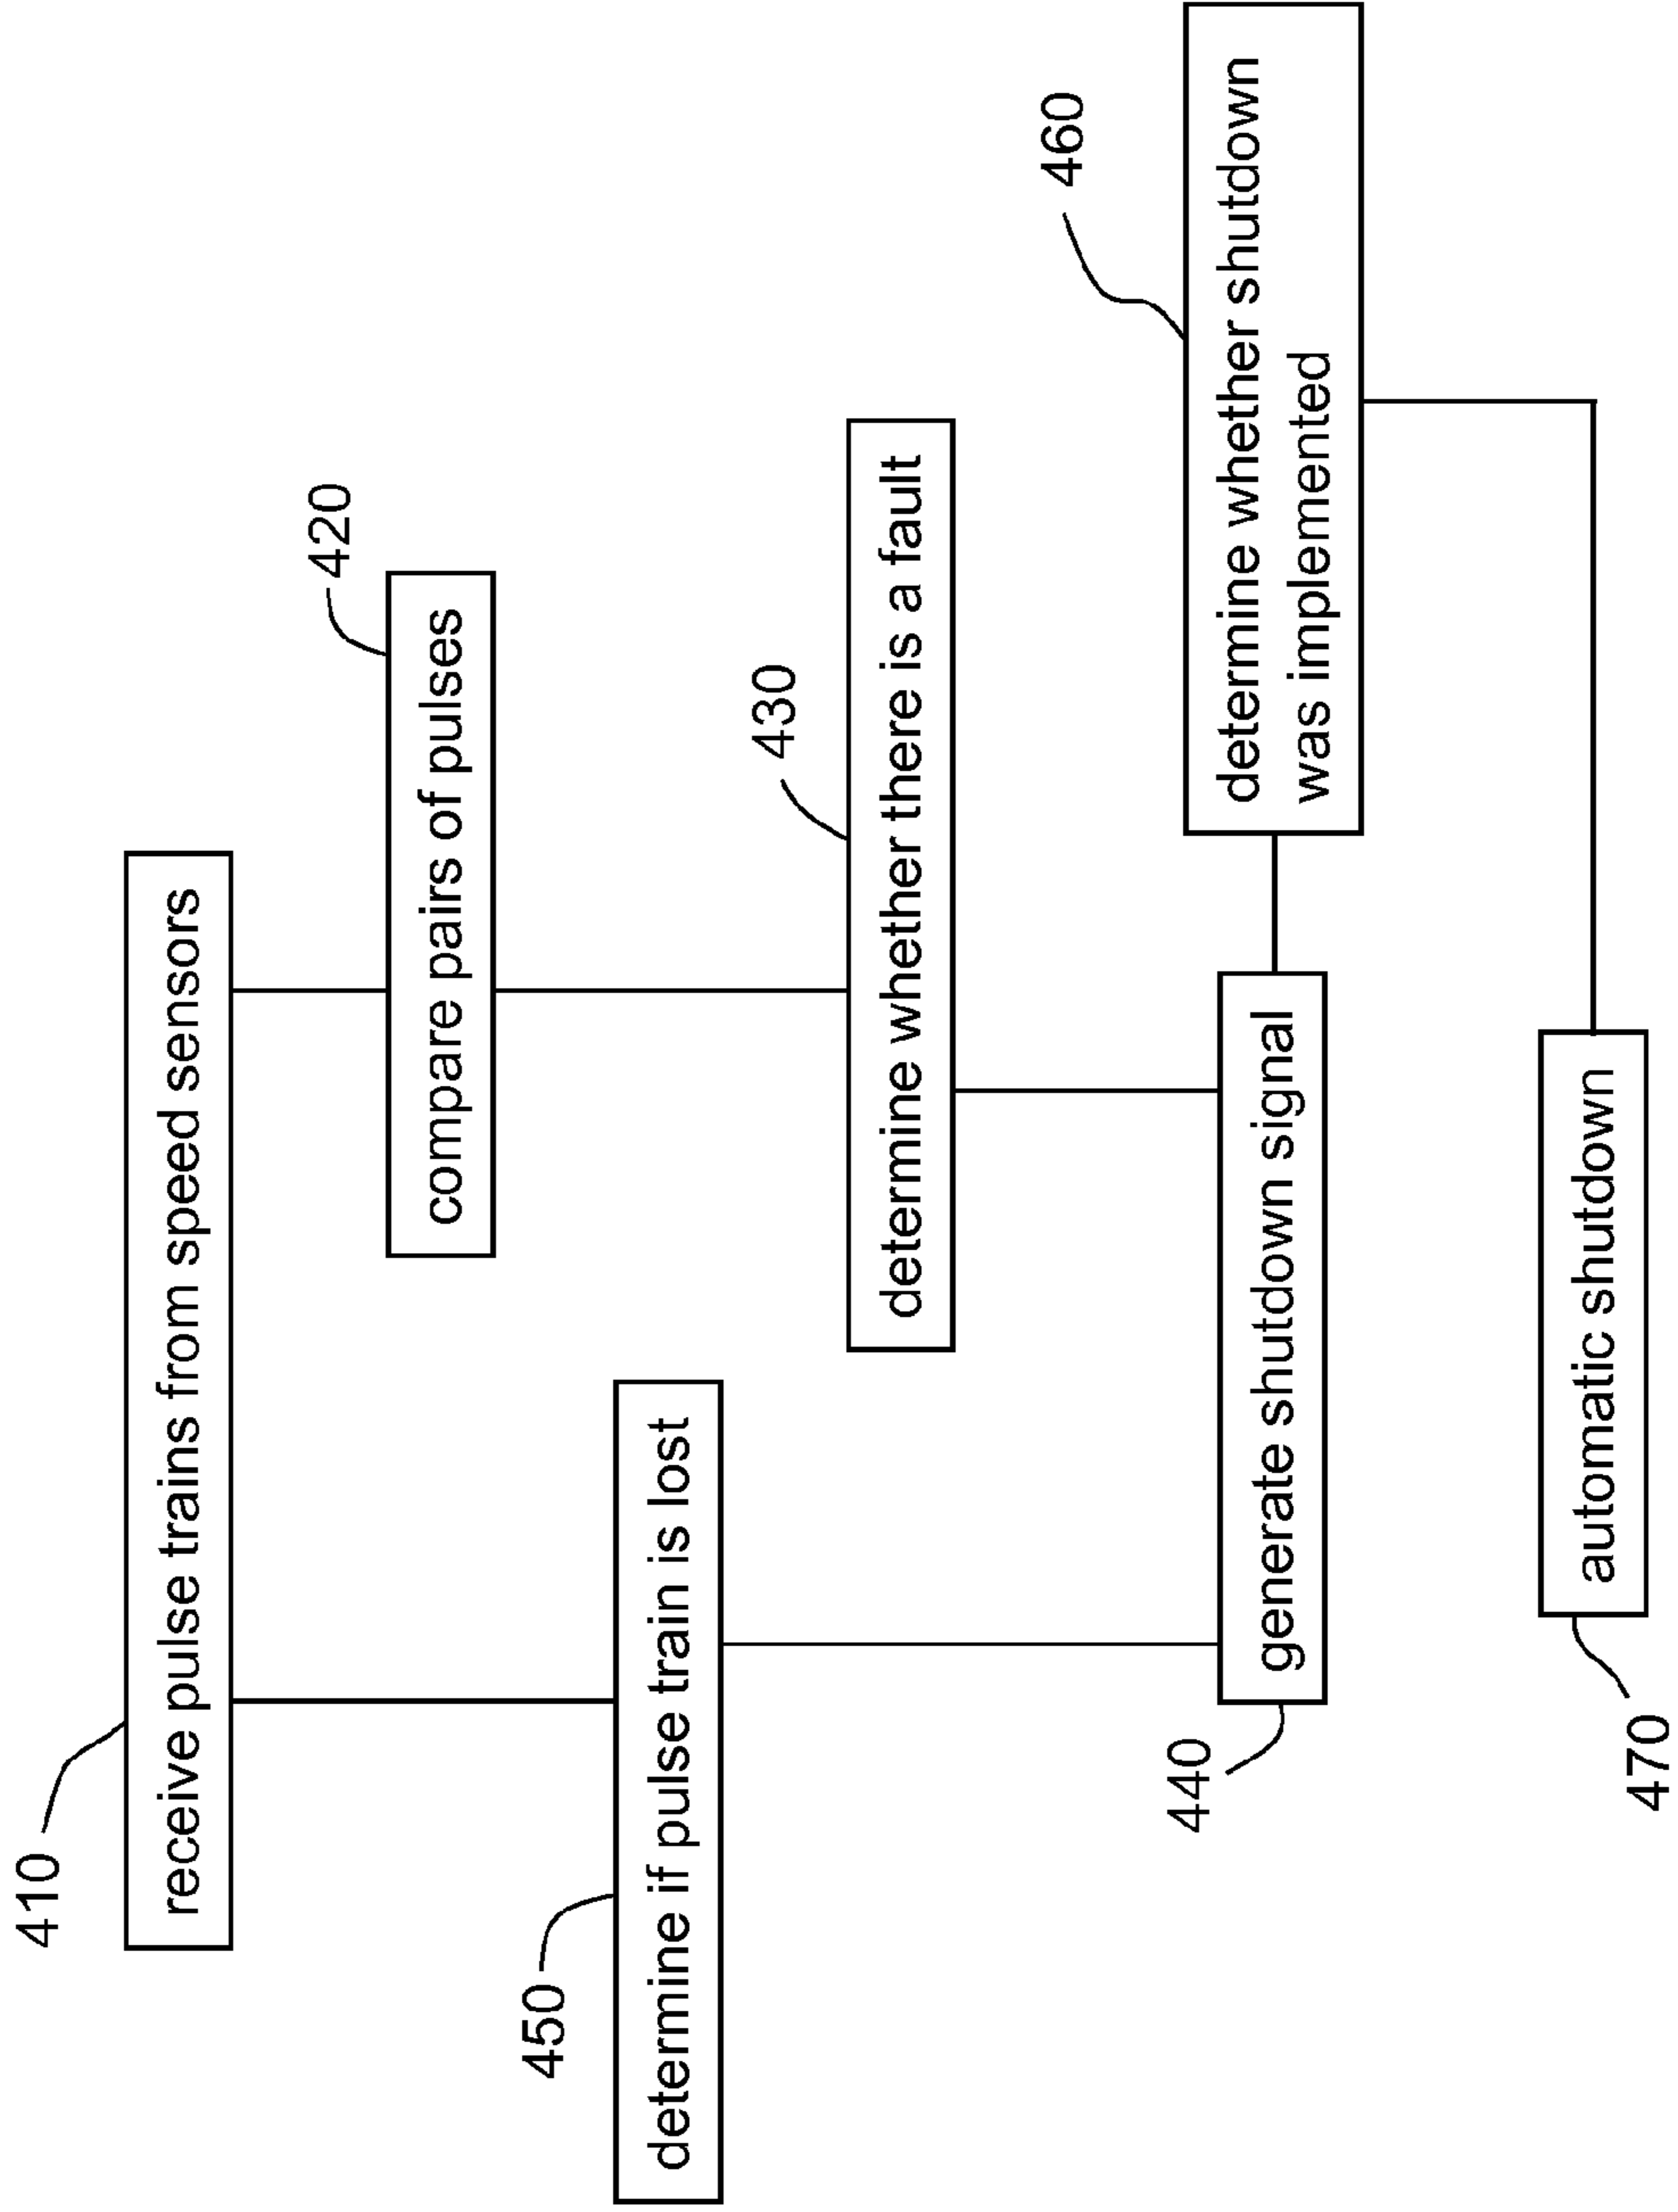 410
receive pulse trains from speed sensors
420
compare pairs of pulses
450
determine if pulse train is lost
430
determine whether there is a fault
440
generate shutdown signal
460
determine whether shutdown
was implemented
470
automatic shutdown